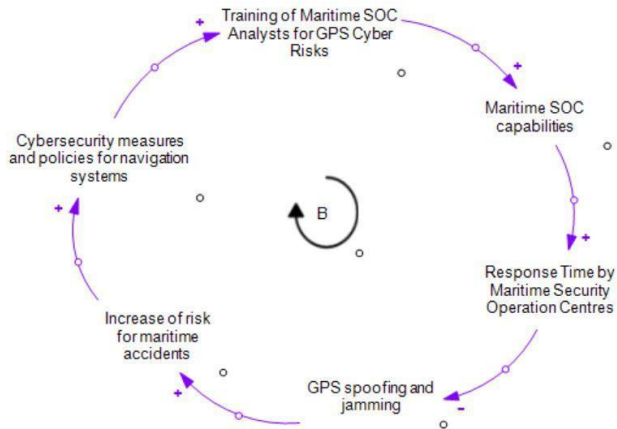 Training of Maritime SOC
Analysts for GPS Cyber
Risks
+
+
Maritime SOC
capabilities
Cybersecurity measures
and policies for navigation
systems
B
+
+
Response Time by
Maritime Security
Operation Centres
Increase of risk
for maritime
accidents
GPS spoofing and
jamming
+
-